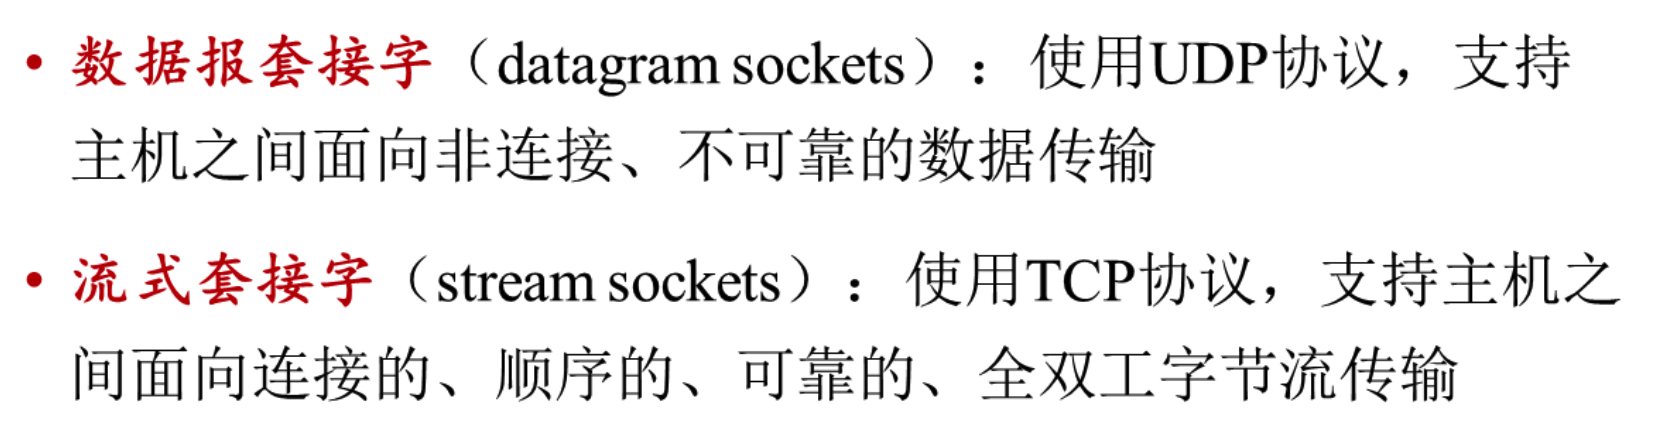 • 数据报套接字（datagram sockets）：使用UDP协议，支持
主机之间面向非连接、不可靠的数据传输
• 流式套接字（stream sockets）：使用TCP协议，支持主机之
间面向连接的、顺序的、可靠的、全双工字节流传输